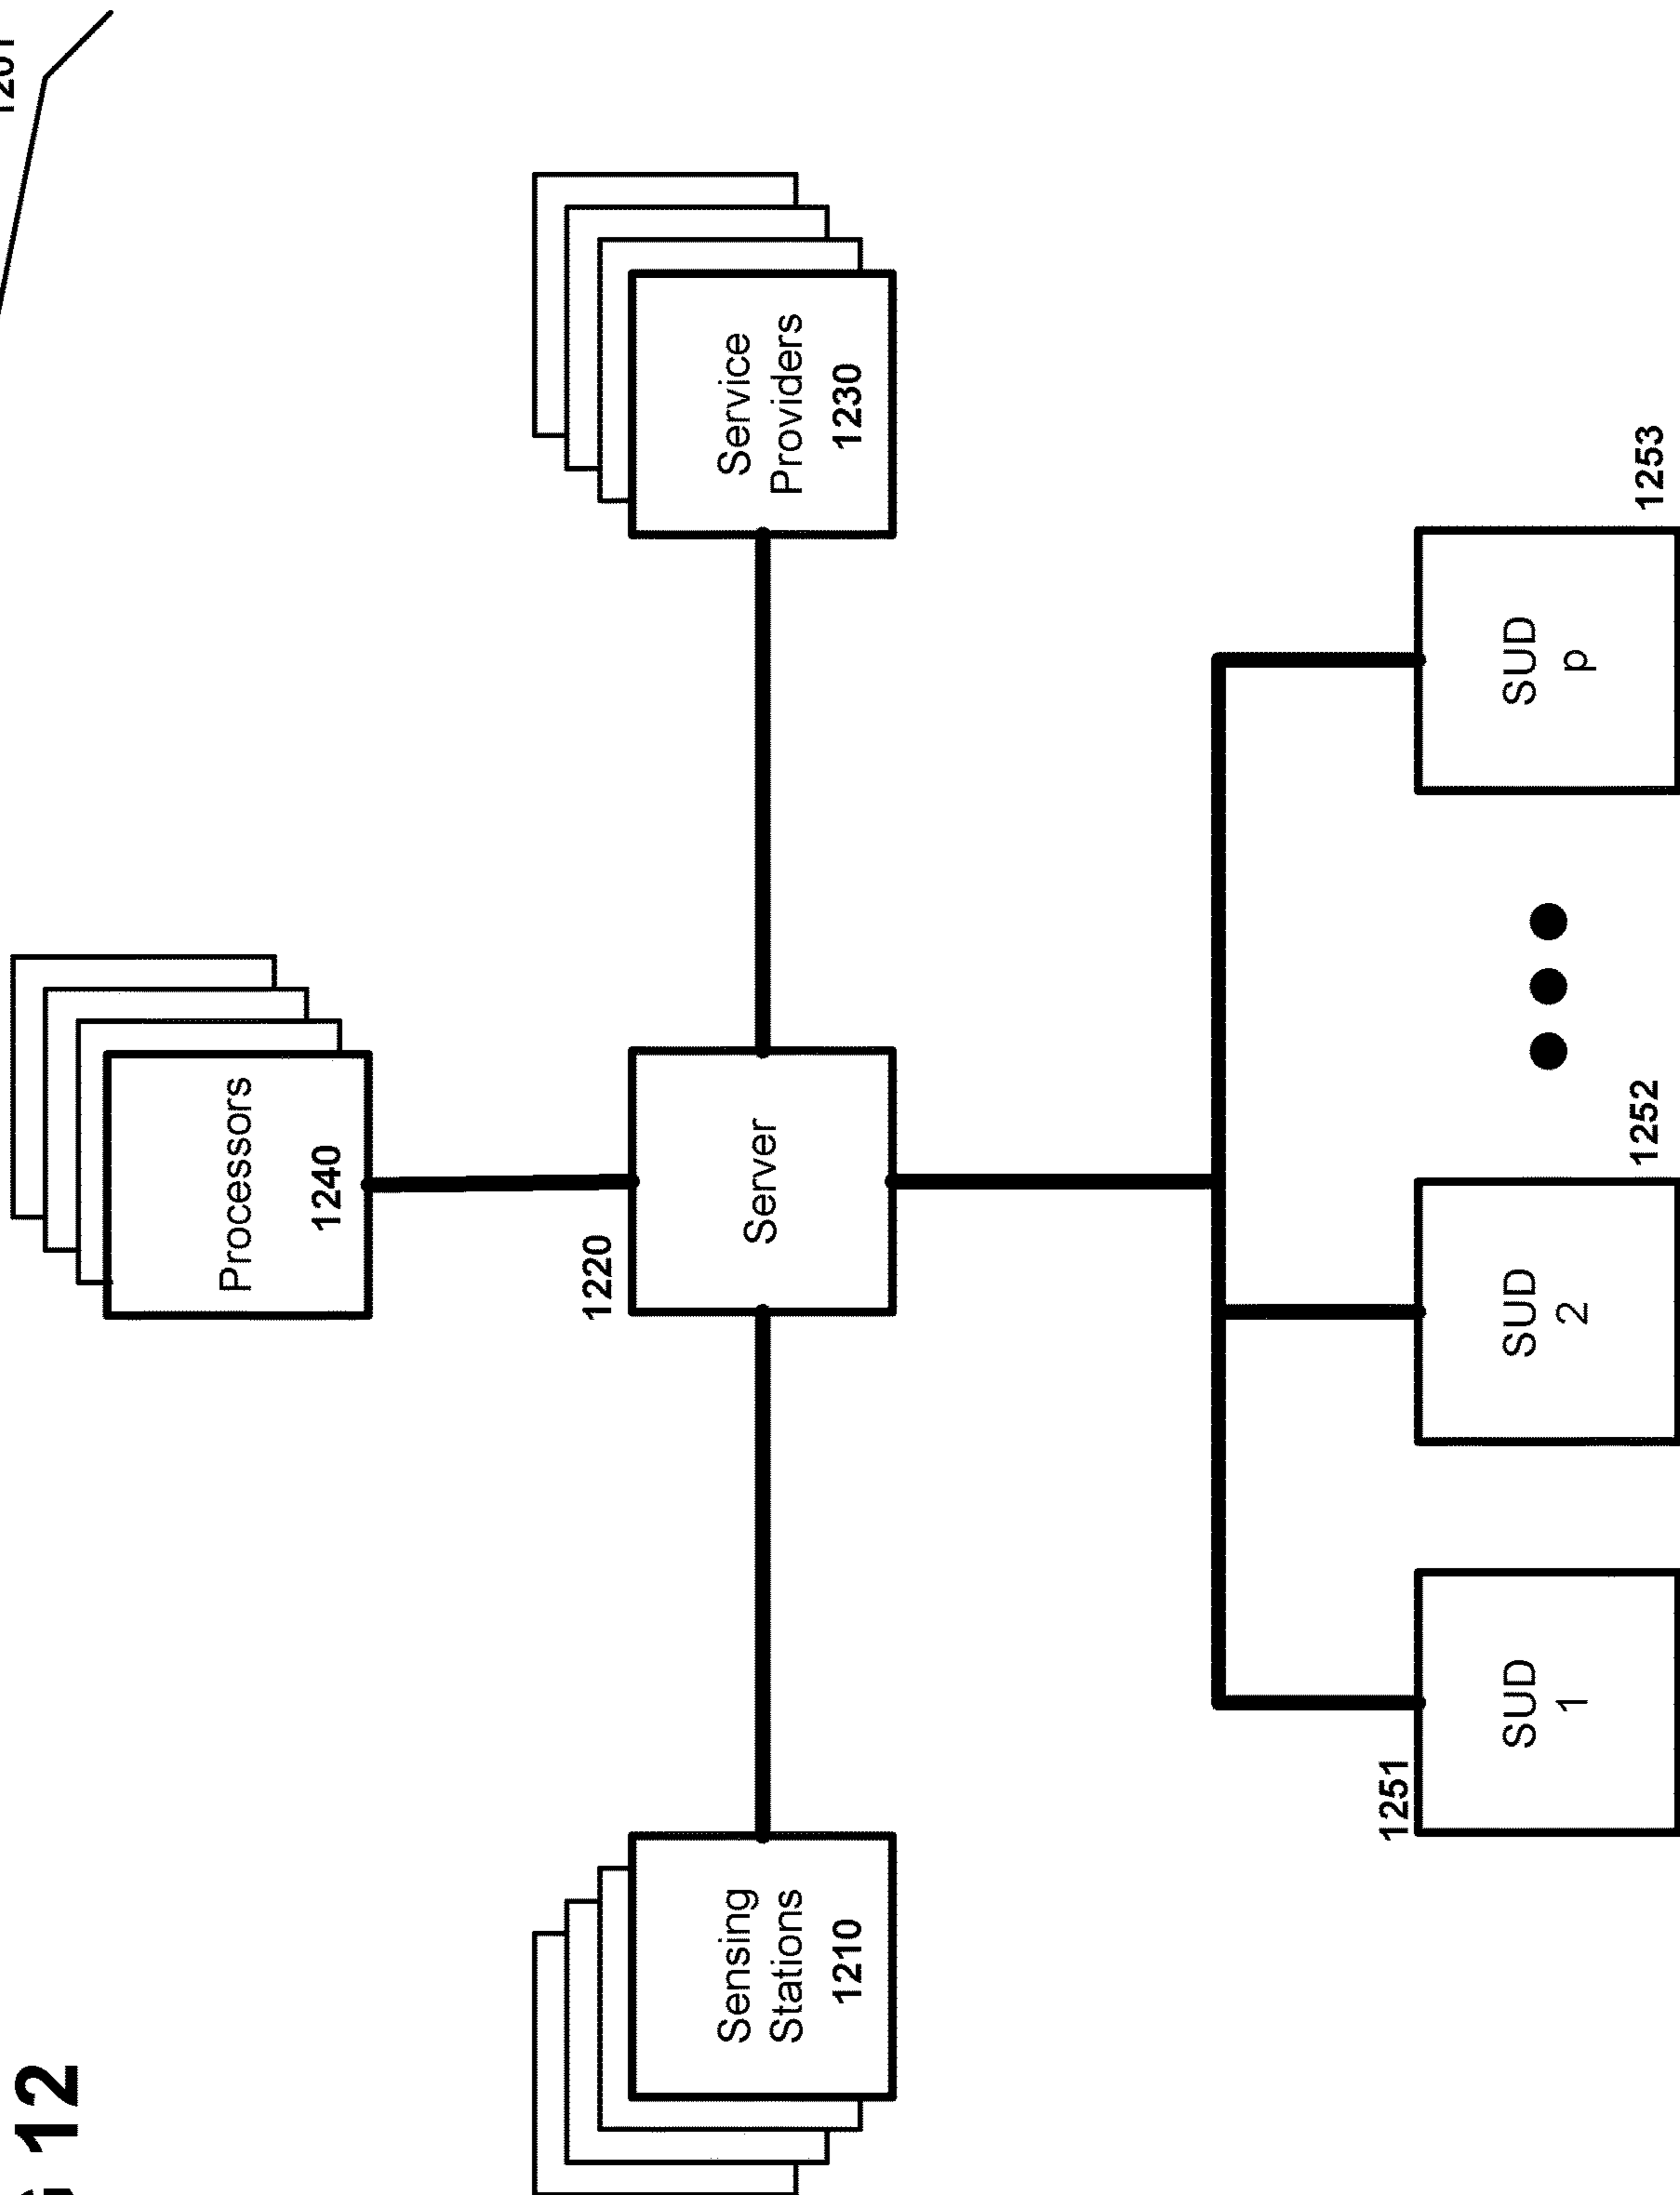 12
Processors
1240
1220
Sensing
Stations
1210
Server
Service
Providers
1230
1251
SUD
1
SUD
2
1252
SUD
p
1253